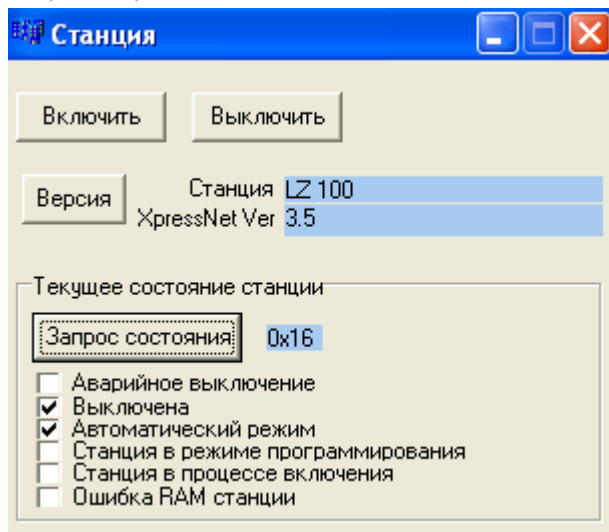 Станция
Включить Выключить
Версия Станция LZ 100
XpressNet Ver 3.5
Текущее состояние станции
Запрос состояния 0x16
Аварийное выключение
Выключена
Автоматический режим
Станция в режиме программирования
Станция в процессе включения
Ошибка RAM станции